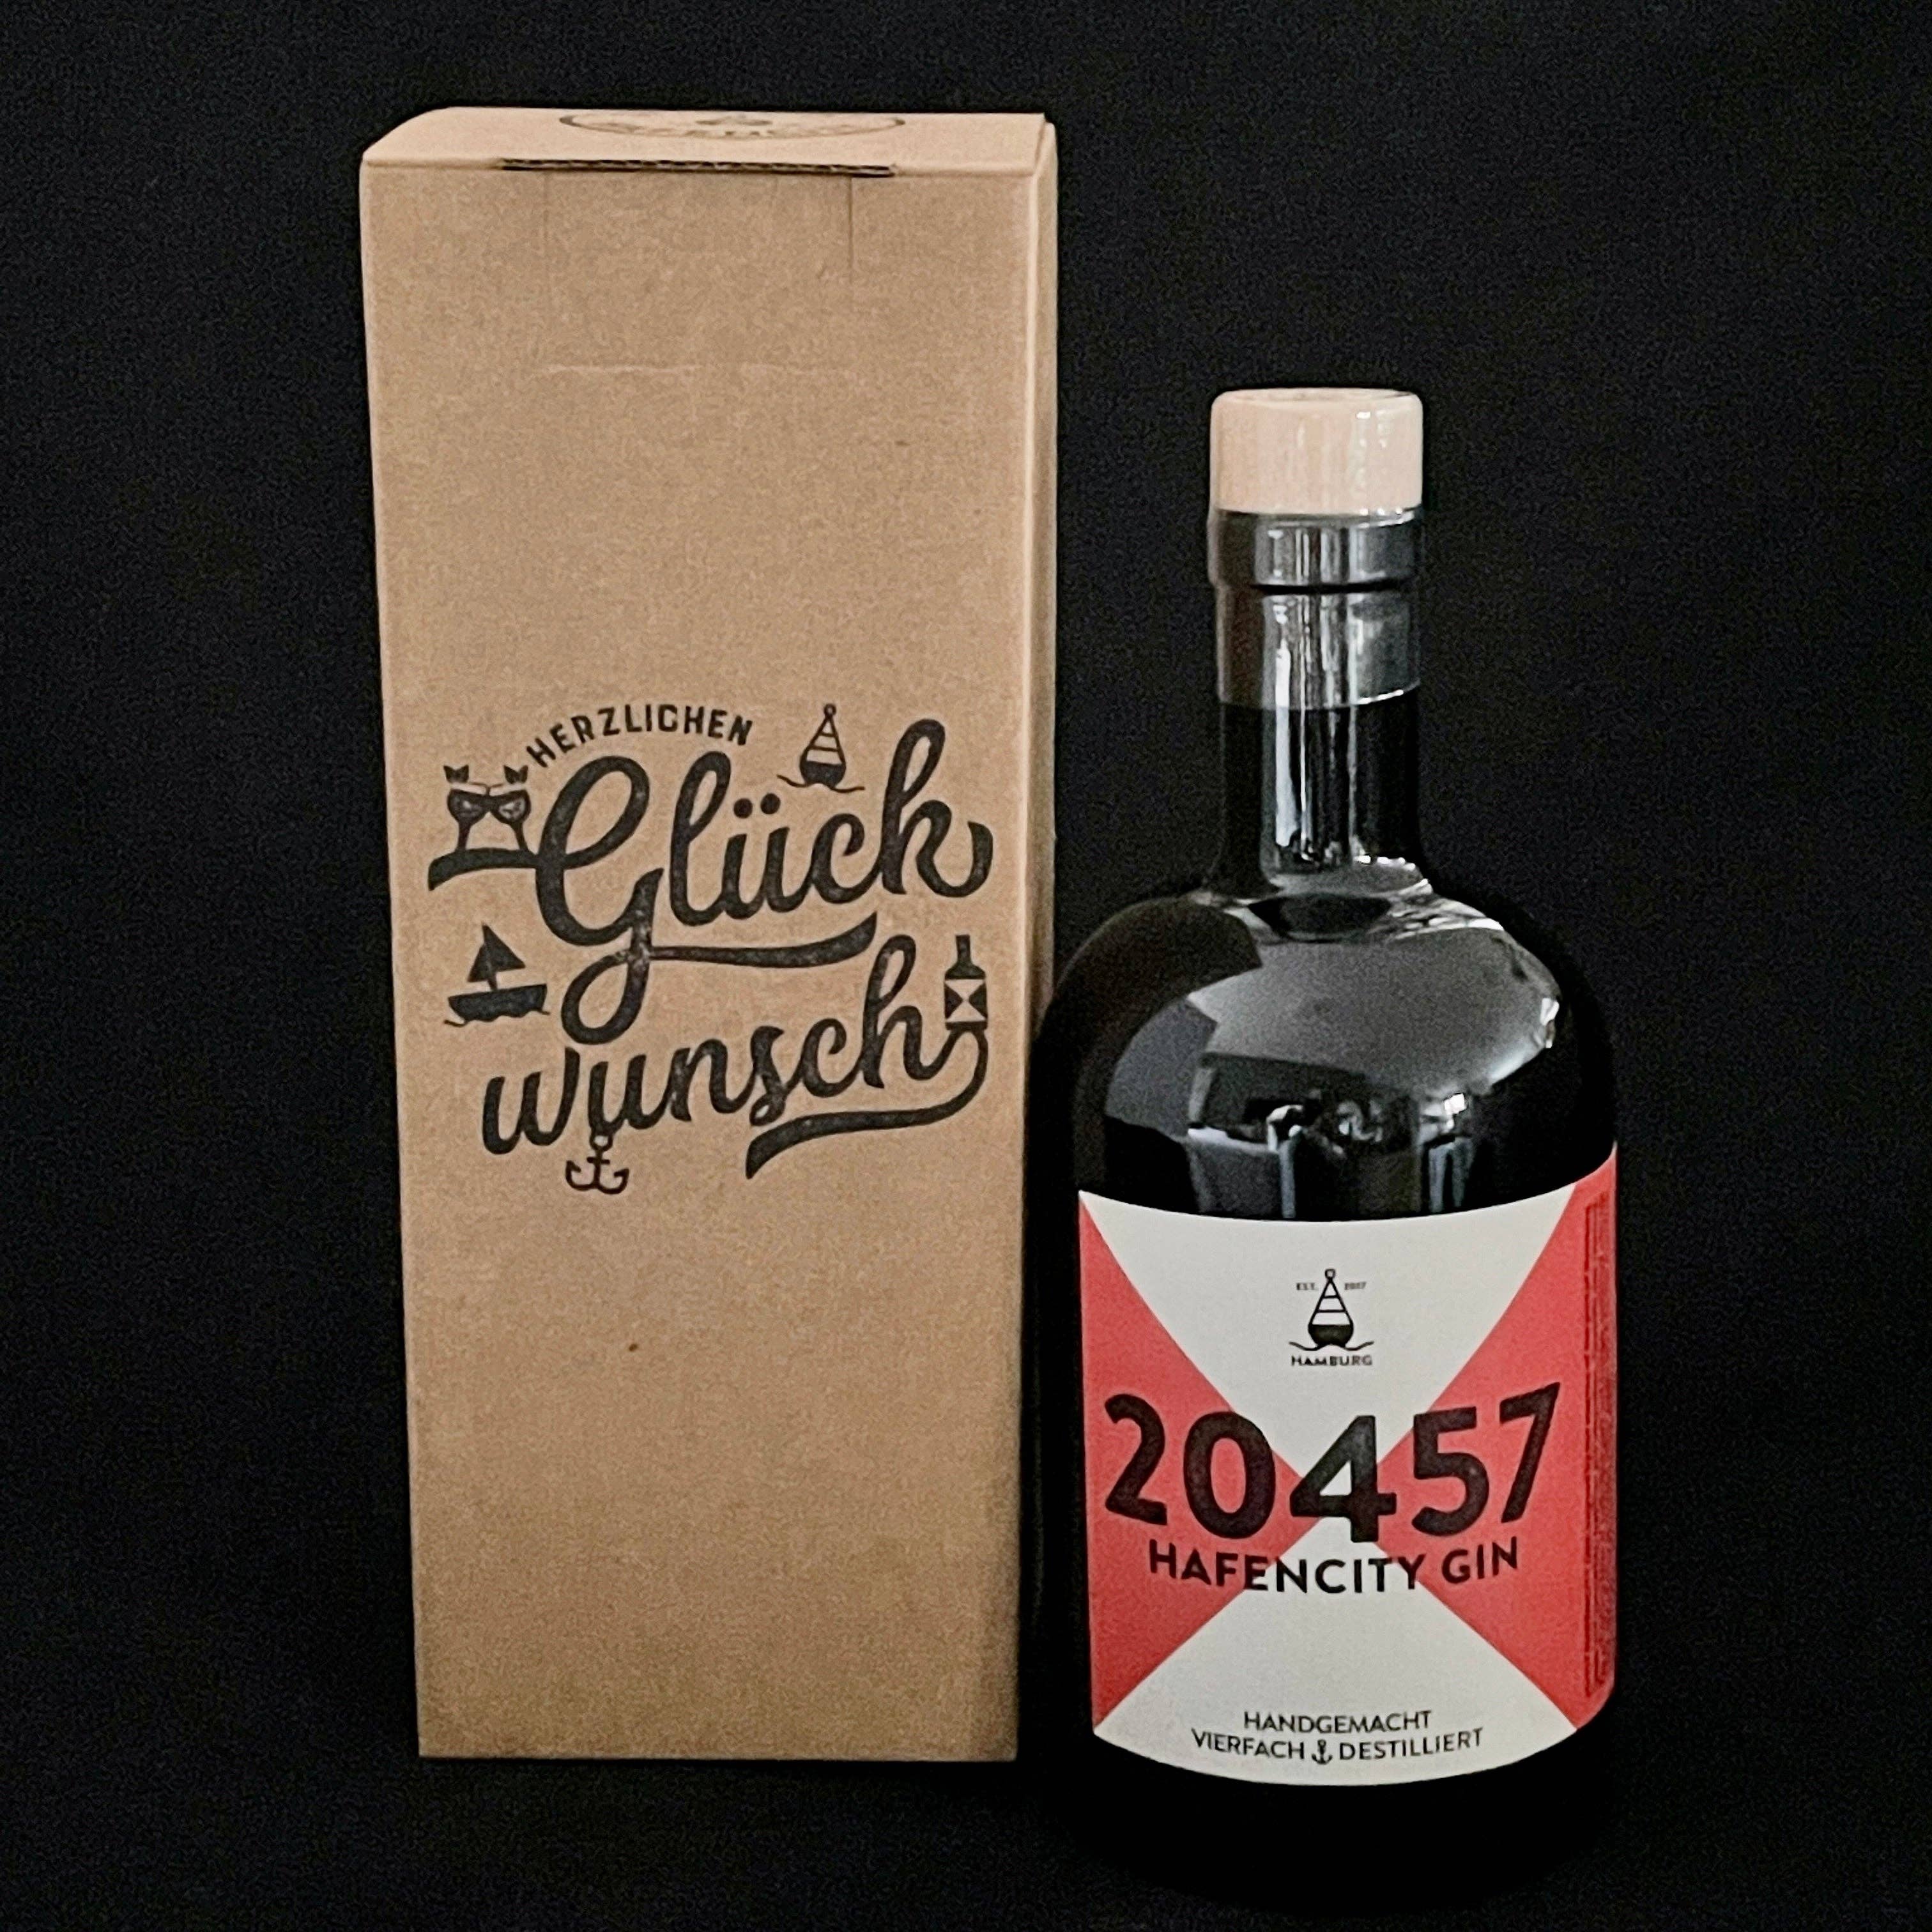 HERZLICHEN
Glück
wunsch
EST. 2017
HAMBURG
20457
HAFENCITY GIN
HANDGEMACHT
VIERFACH DESTILLIERT